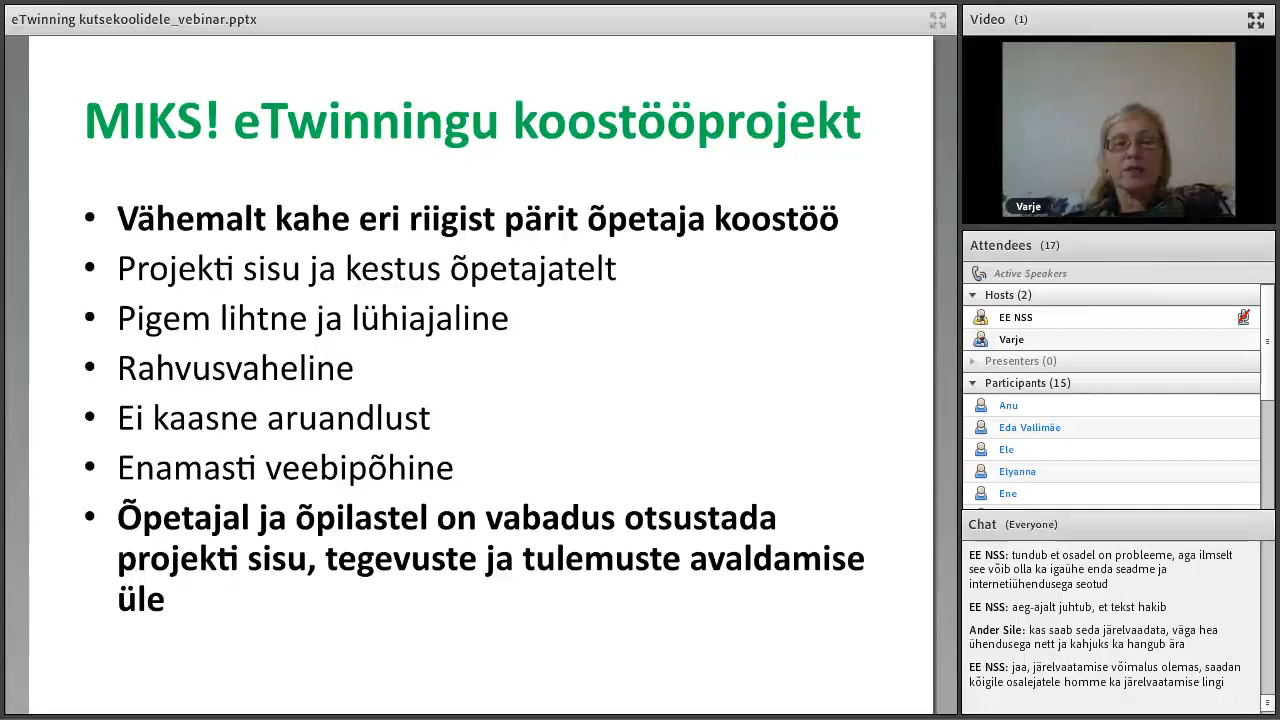 eTwinning kutsekoolidele_vebinar.pptx
MIKS! eTwinningu koostööprojekt
• Vähemalt kahe eri riigist pärit õpetaja koostöö
• Projekti sisu ja kestus õpetajatelt
• Pigem lihtne ja lühiajaline
• Rahvusvaheline
• Ei kaasne aruandlust
• Enamasti veebipõhine
• Õpetajal ja õpilastel on vabadus otsustada
projekti sisu, tegevuste ja tulemuste avaldamise
üle
Video (1)
Varje
Attendees (17)
Active Speakers
Hosts (2)
EE NSS
Varje
Presenters (0)
Participants (15)
Anu
Eda Vallimäe
Ele
Elyanna
Ene
Chat (Everyone)
EE NSS: tundub et osadel on probleeme, aga ilmselt
see võib olla ka igaühe enda seadme ja
internetiühendusega seotud
EE NSS: aeg-ajalt juhtub, et tekst hakib
Ander Sile: kas saab seda järelvaadata, väga hea
ühendusega nett ja kahjuks ka hangub ära
EE NSS: jaa, järelvaatamise võimalus olemas, saadan
kõigile osalejatele homme ka järelvaatamise lingi